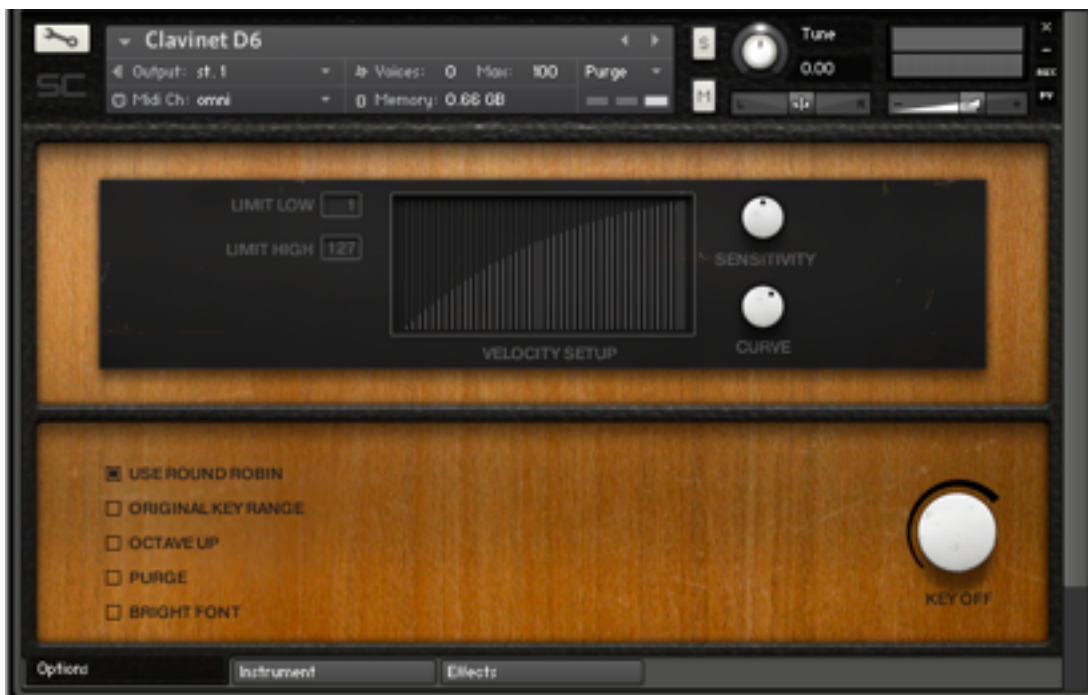 Clavinet D6
S
Tune
Output: st. 1
Voices: 0 Max: 100 Purge
0.00
SC
Midi Ch: omni
Memory: 0.66 GB
M
L R
- +
×
-
AUX
PV
LIMIT LOW 1
LIMIT HIGH 127
SENSITIVITY
VELOCITY SETUP
CURVE
USE ROUND ROBIN
ORIGINAL KEY RANGE
OCTAVE UP
PURGE
BRIGHT FONT
KEY OFF
Options
Instrument
Effects